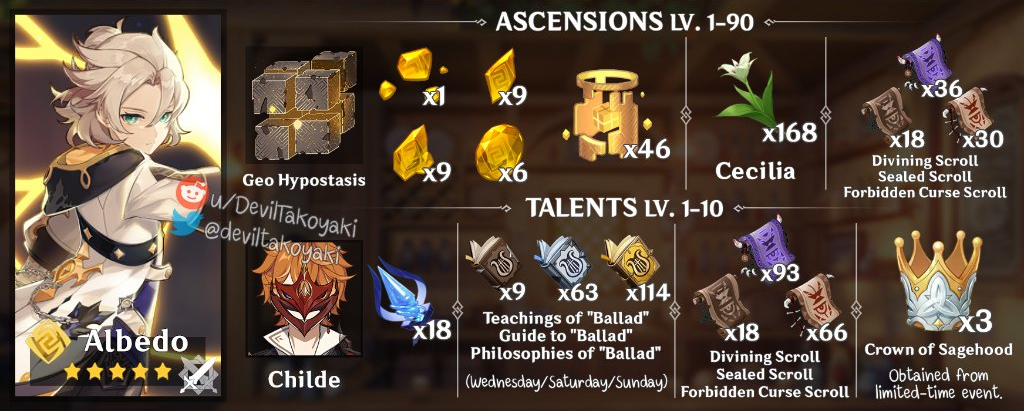 ASCENSIONS LV. 1-90
x1
x9
x9
x6
x46
x168
x36
x18
x30
Geo Hypostasis
Cecilia
Divining Scroll
Sealed Scroll
Forbidden Curse Scroll
u/DevilTakoyaki
@deviltakoyaki
TALENTS LV. 1-10
Albedo
Childe
x18
x9
x63
x114
Teachings of "Ballad"
Guide to "Ballad"
Philosophies of "Ballad"
(Wednesday/Saturday/Sunday)
x93
x18
x66
Divining Scroll
Sealed Scroll
Forbidden Curse Scroll
x3
Crown of Sagehood
Obtained from
limited-time event.